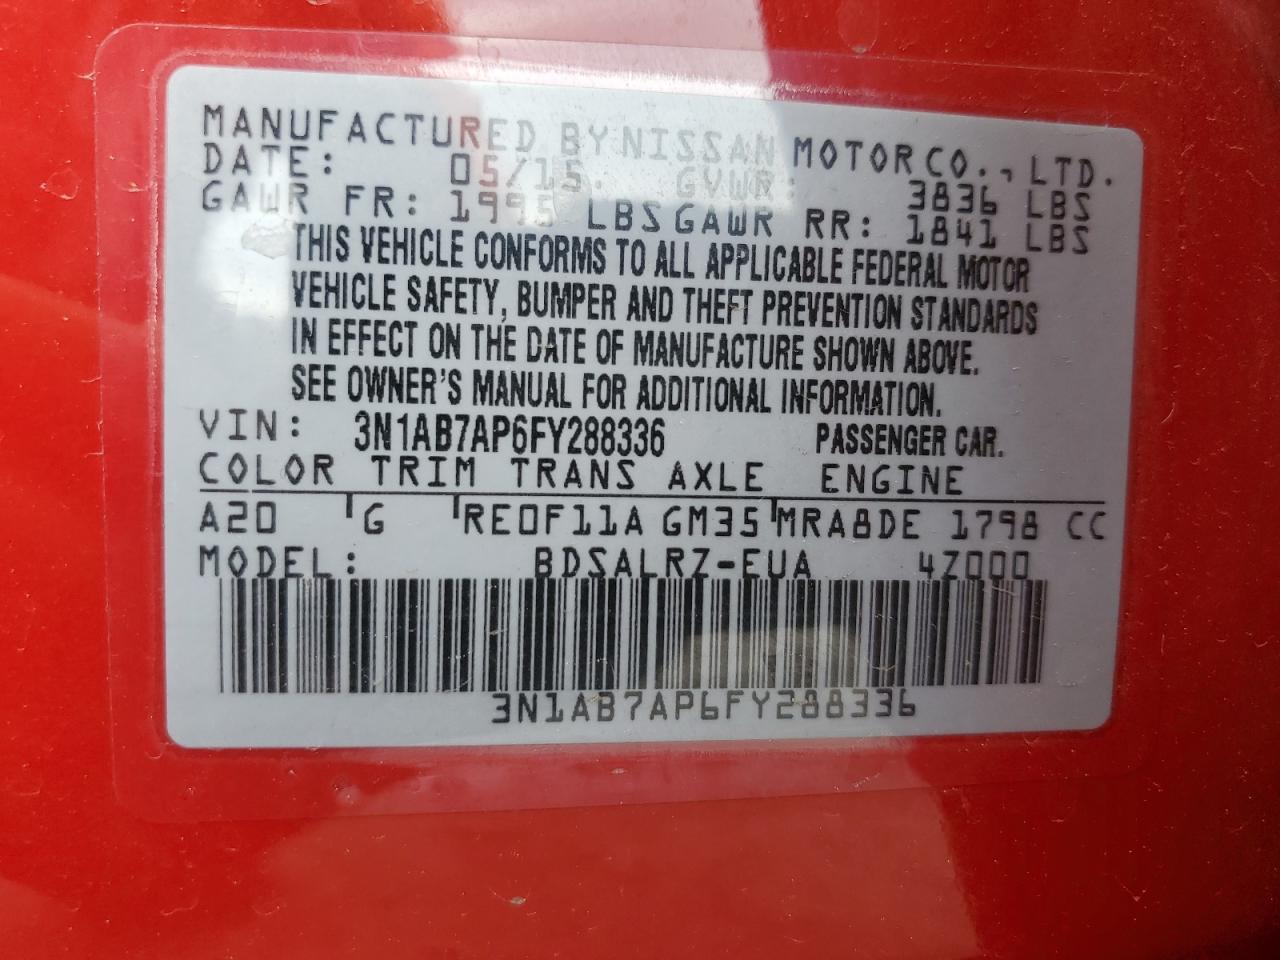 MANUFACTURED BY NISSAN MOTOR CO., LTD.
DATE: 05/15. GVWR: 3836 LBS
GAWR FR: 1995 LBS GAWR RR: 1841 LBS
THIS VEHICLE CONFORMS TO ALL APPLICABLE FEDERAL MOTOR
VEHICLE SAFETY, BUMPER AND THEFT PREVENTION STANDARDS
IN EFFECT ON THE DATE OF MANUFACTURE SHOWN ABOVE.
SEE OWNER'S MANUAL FOR ADDITIONAL INFORMATION.
VIN: 3N1AB7AP6FY288336 PASSENGER CAR.
COLOR TRIM TRANS AXLE ENGINE
A20 G RE0F11A GM35 MRA8DE 1798 CC
MODEL: BDSALRZ-EUA 4Z000
3N1AB7AP6FY288336